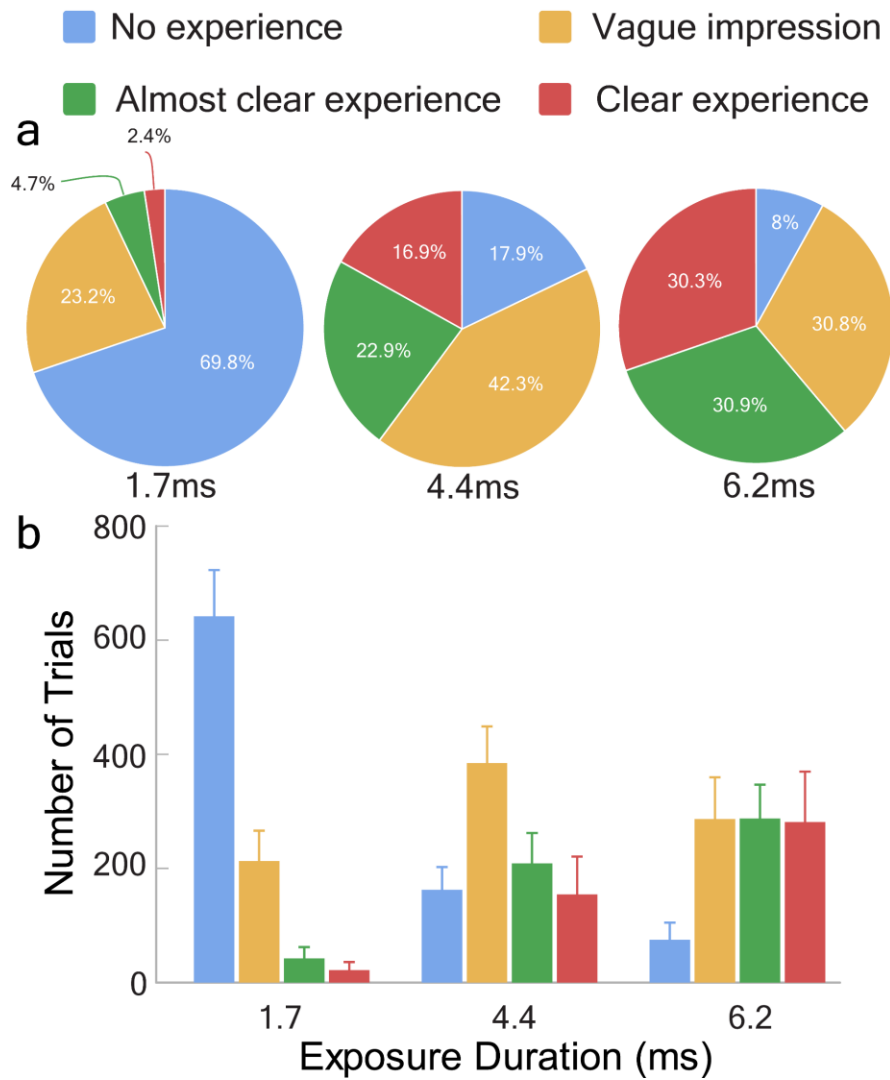 No experience
Vague impression
Almost clear experience
Clear experience
a
2.4%
4.7%
23.2%
69.8%
16.9%
17.9%
22.9%
42.3%
8%
30.3%
30.8%
30.9%
1.7ms
4.4ms
6.2ms
b
Number of Trials
800
600
400
200
0
1.7
4.4
6.2
Exposure Duration (ms)